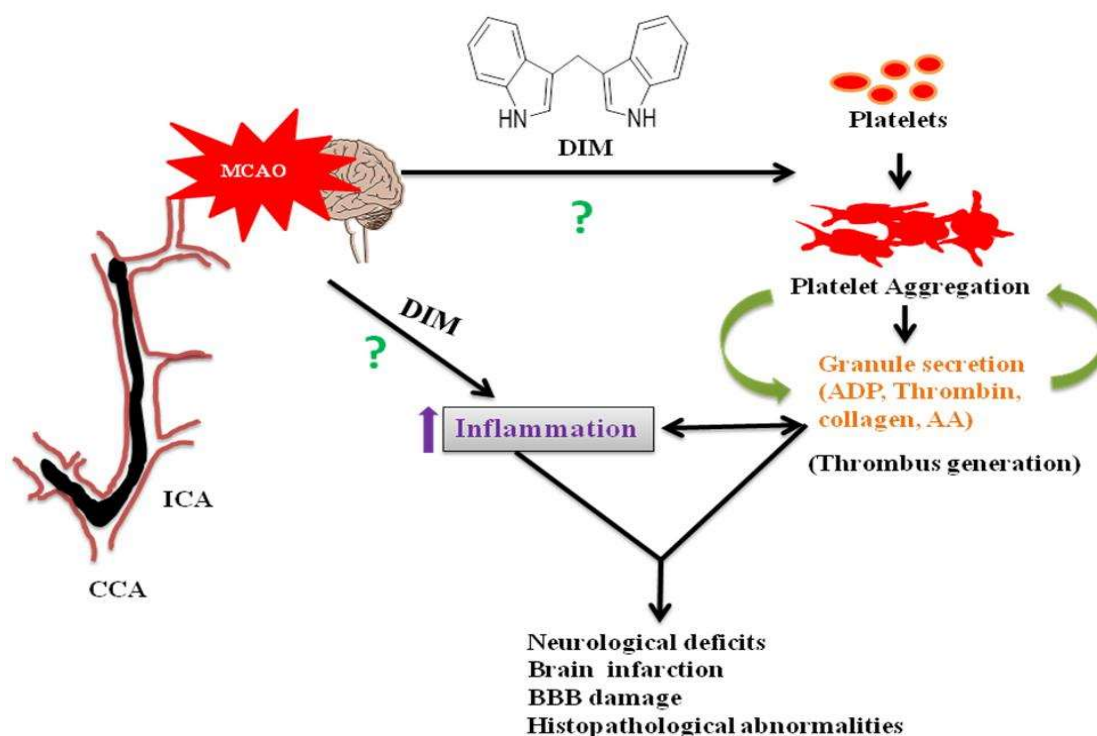 HN
NH
DIM
Platelets
MCAO
?
Platelet Aggregation
DIM
?
Granule secretion
(ADP, Thrombin,
collagen, AA)
Inflammation
(Thrombus generation)
ICA
CCA
Neurological deficits
Brain infarction
BBB damage
Histopathological abnormalities